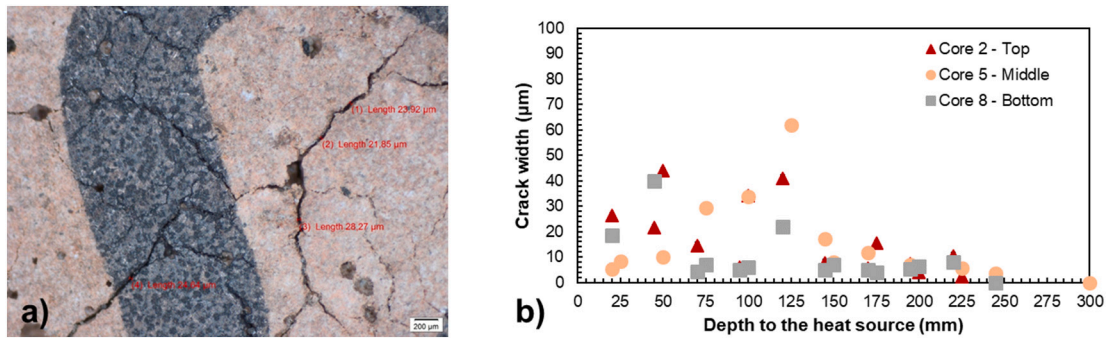 (1) Length 23,92 µm
(2) Length 21,85 µm
(3) Length 28,27 µm
200 µm
a)
Core 2 - Top
Core 5 - Middle
Core 8 - Bottom
Crack width (µm)
100
90
80
70
60
50
40
30
20
10
0
0 25 50 75 100 125 150 175 200 225 250 275 300
Depth to the heat source (mm)
b)